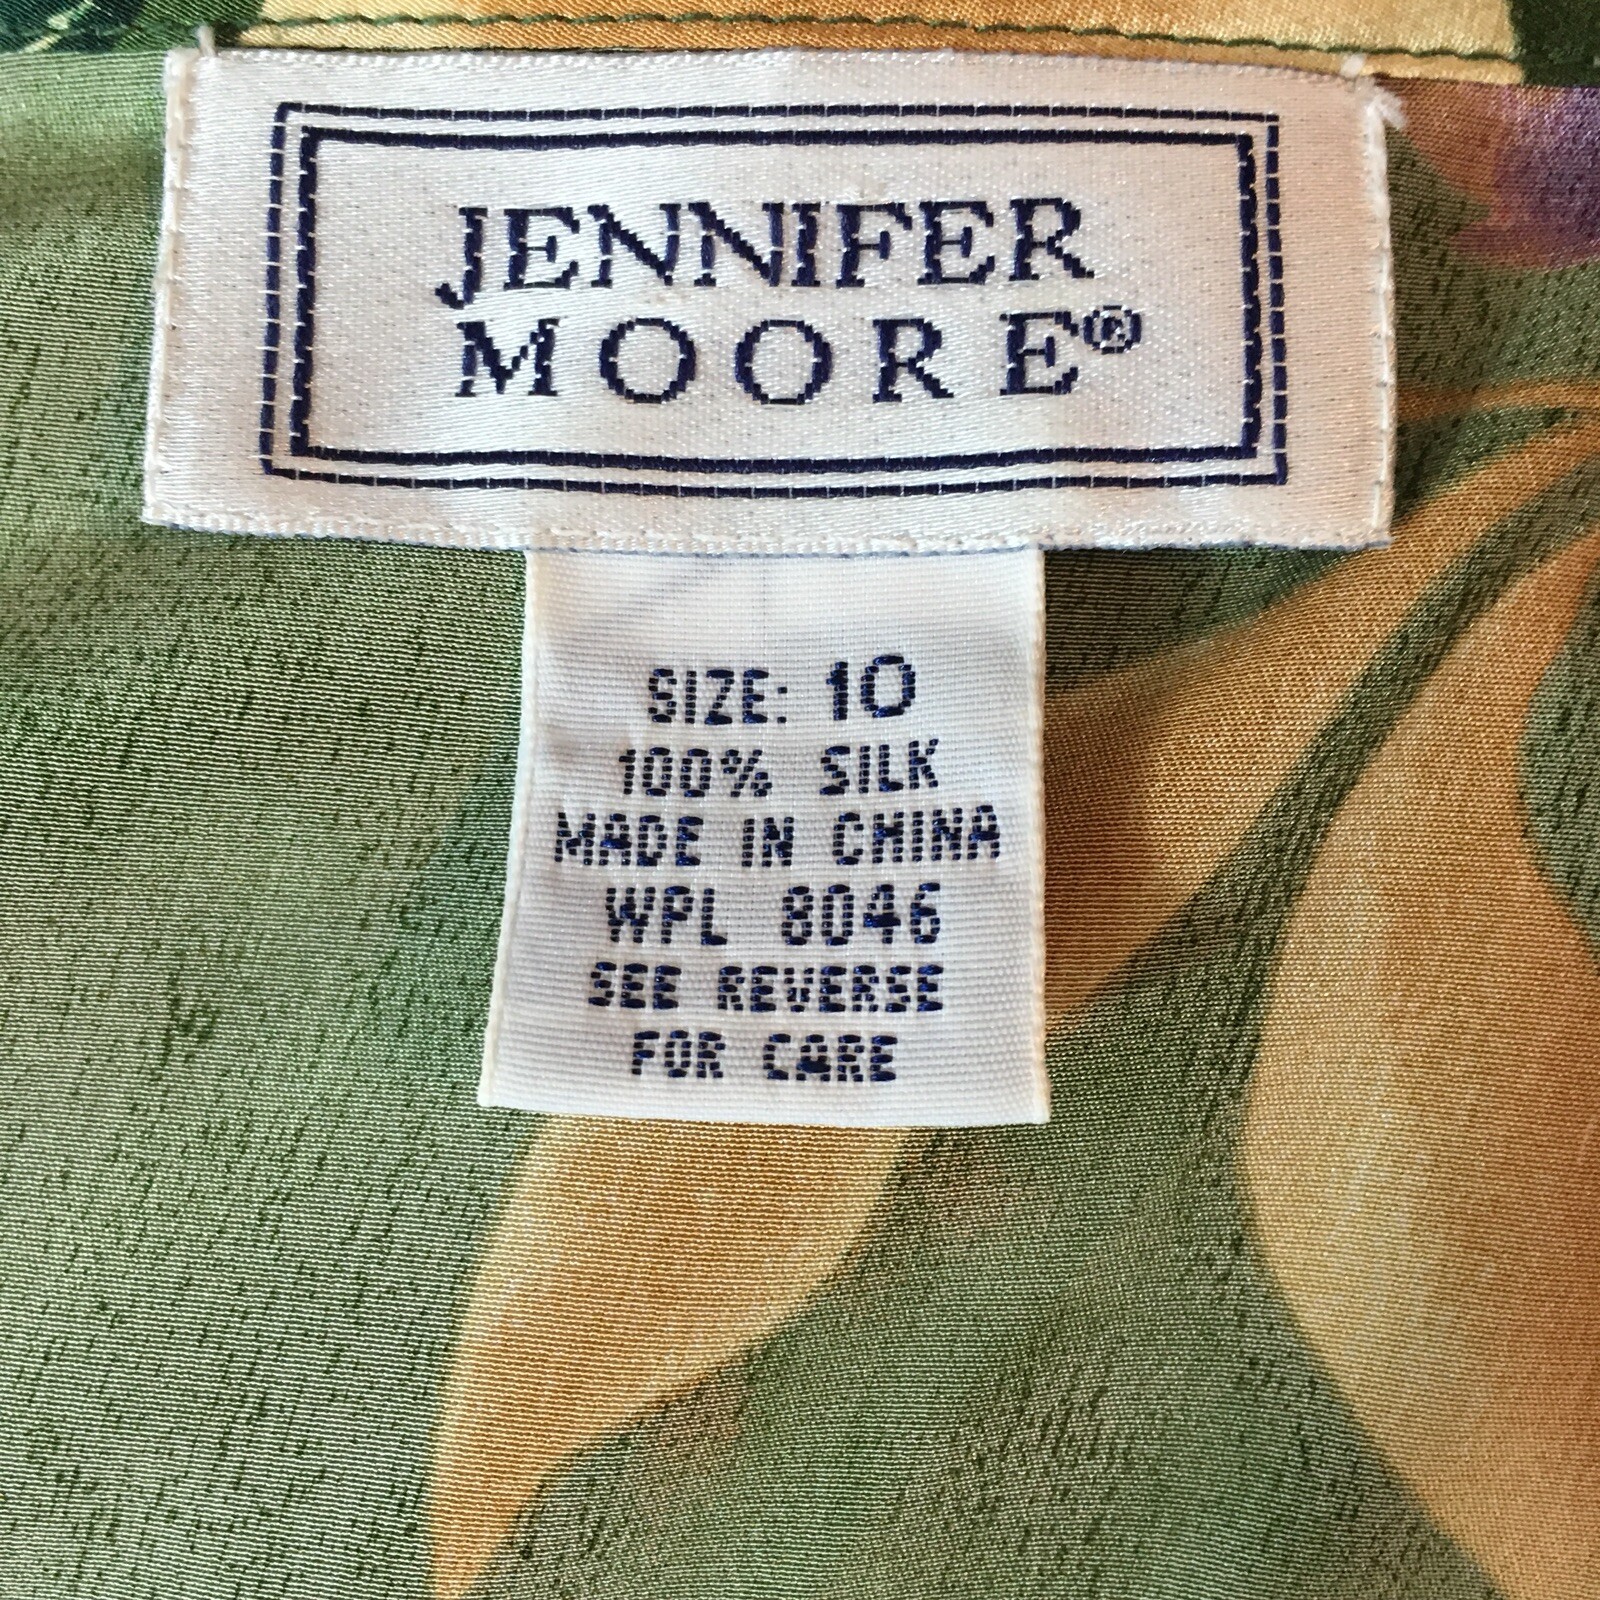 JENNIFER
MOORE®
SIZE: 10
100% SILK
MADE IN CHINA
WPL 8046
SEE REVERSE
FOR CARE